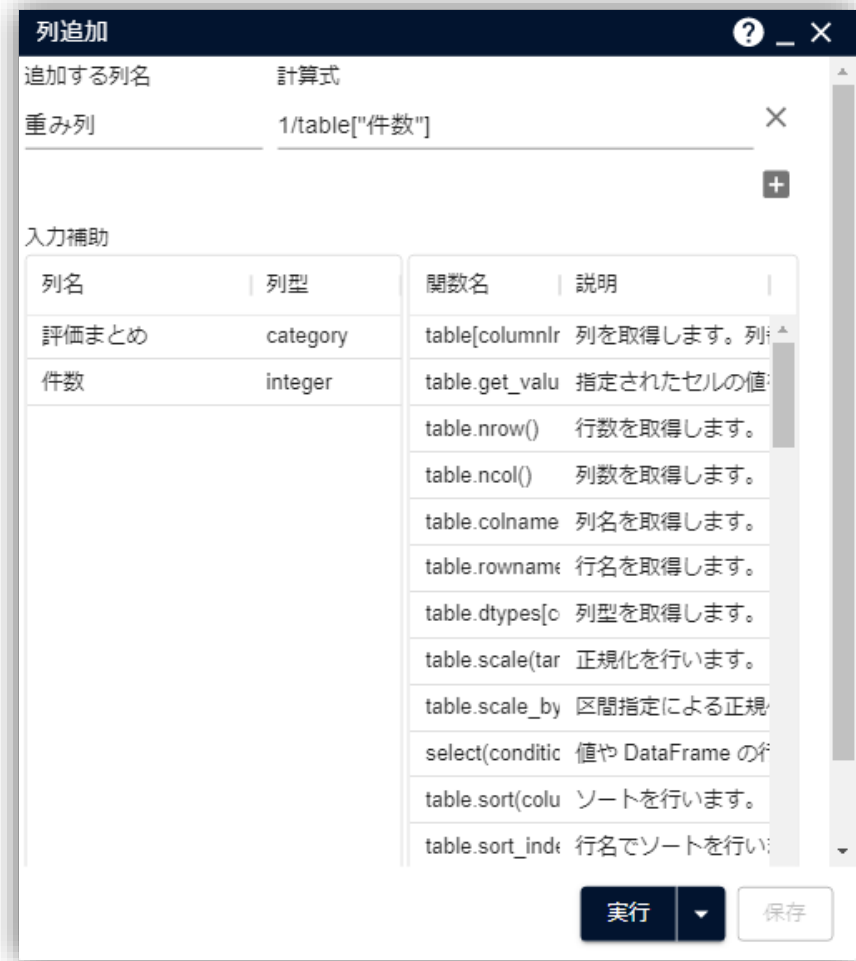 列追加
追加する列名 計算式
重み列 1/table["件数"]
入力補助
列名 列型 関数名 説明
評価まとめ category table[columnIr 列を取得します。列
件数 integer table.get_valu 指定されたセルの値
table.nrow() 行数を取得します。
table.ncol() 列数を取得します。
table.colname 列名を取得します。
table.rowname 行名を取得します。
table.dtypes[c 列型を取得します。
table.scale(tar 正規化を行います。
table.scale_by 区間指定による正規
select(conditic 値や DataFrame の行
table.sort(colu ソートを行います。
table.sort_inde 行名でソートを行い
実行 保存